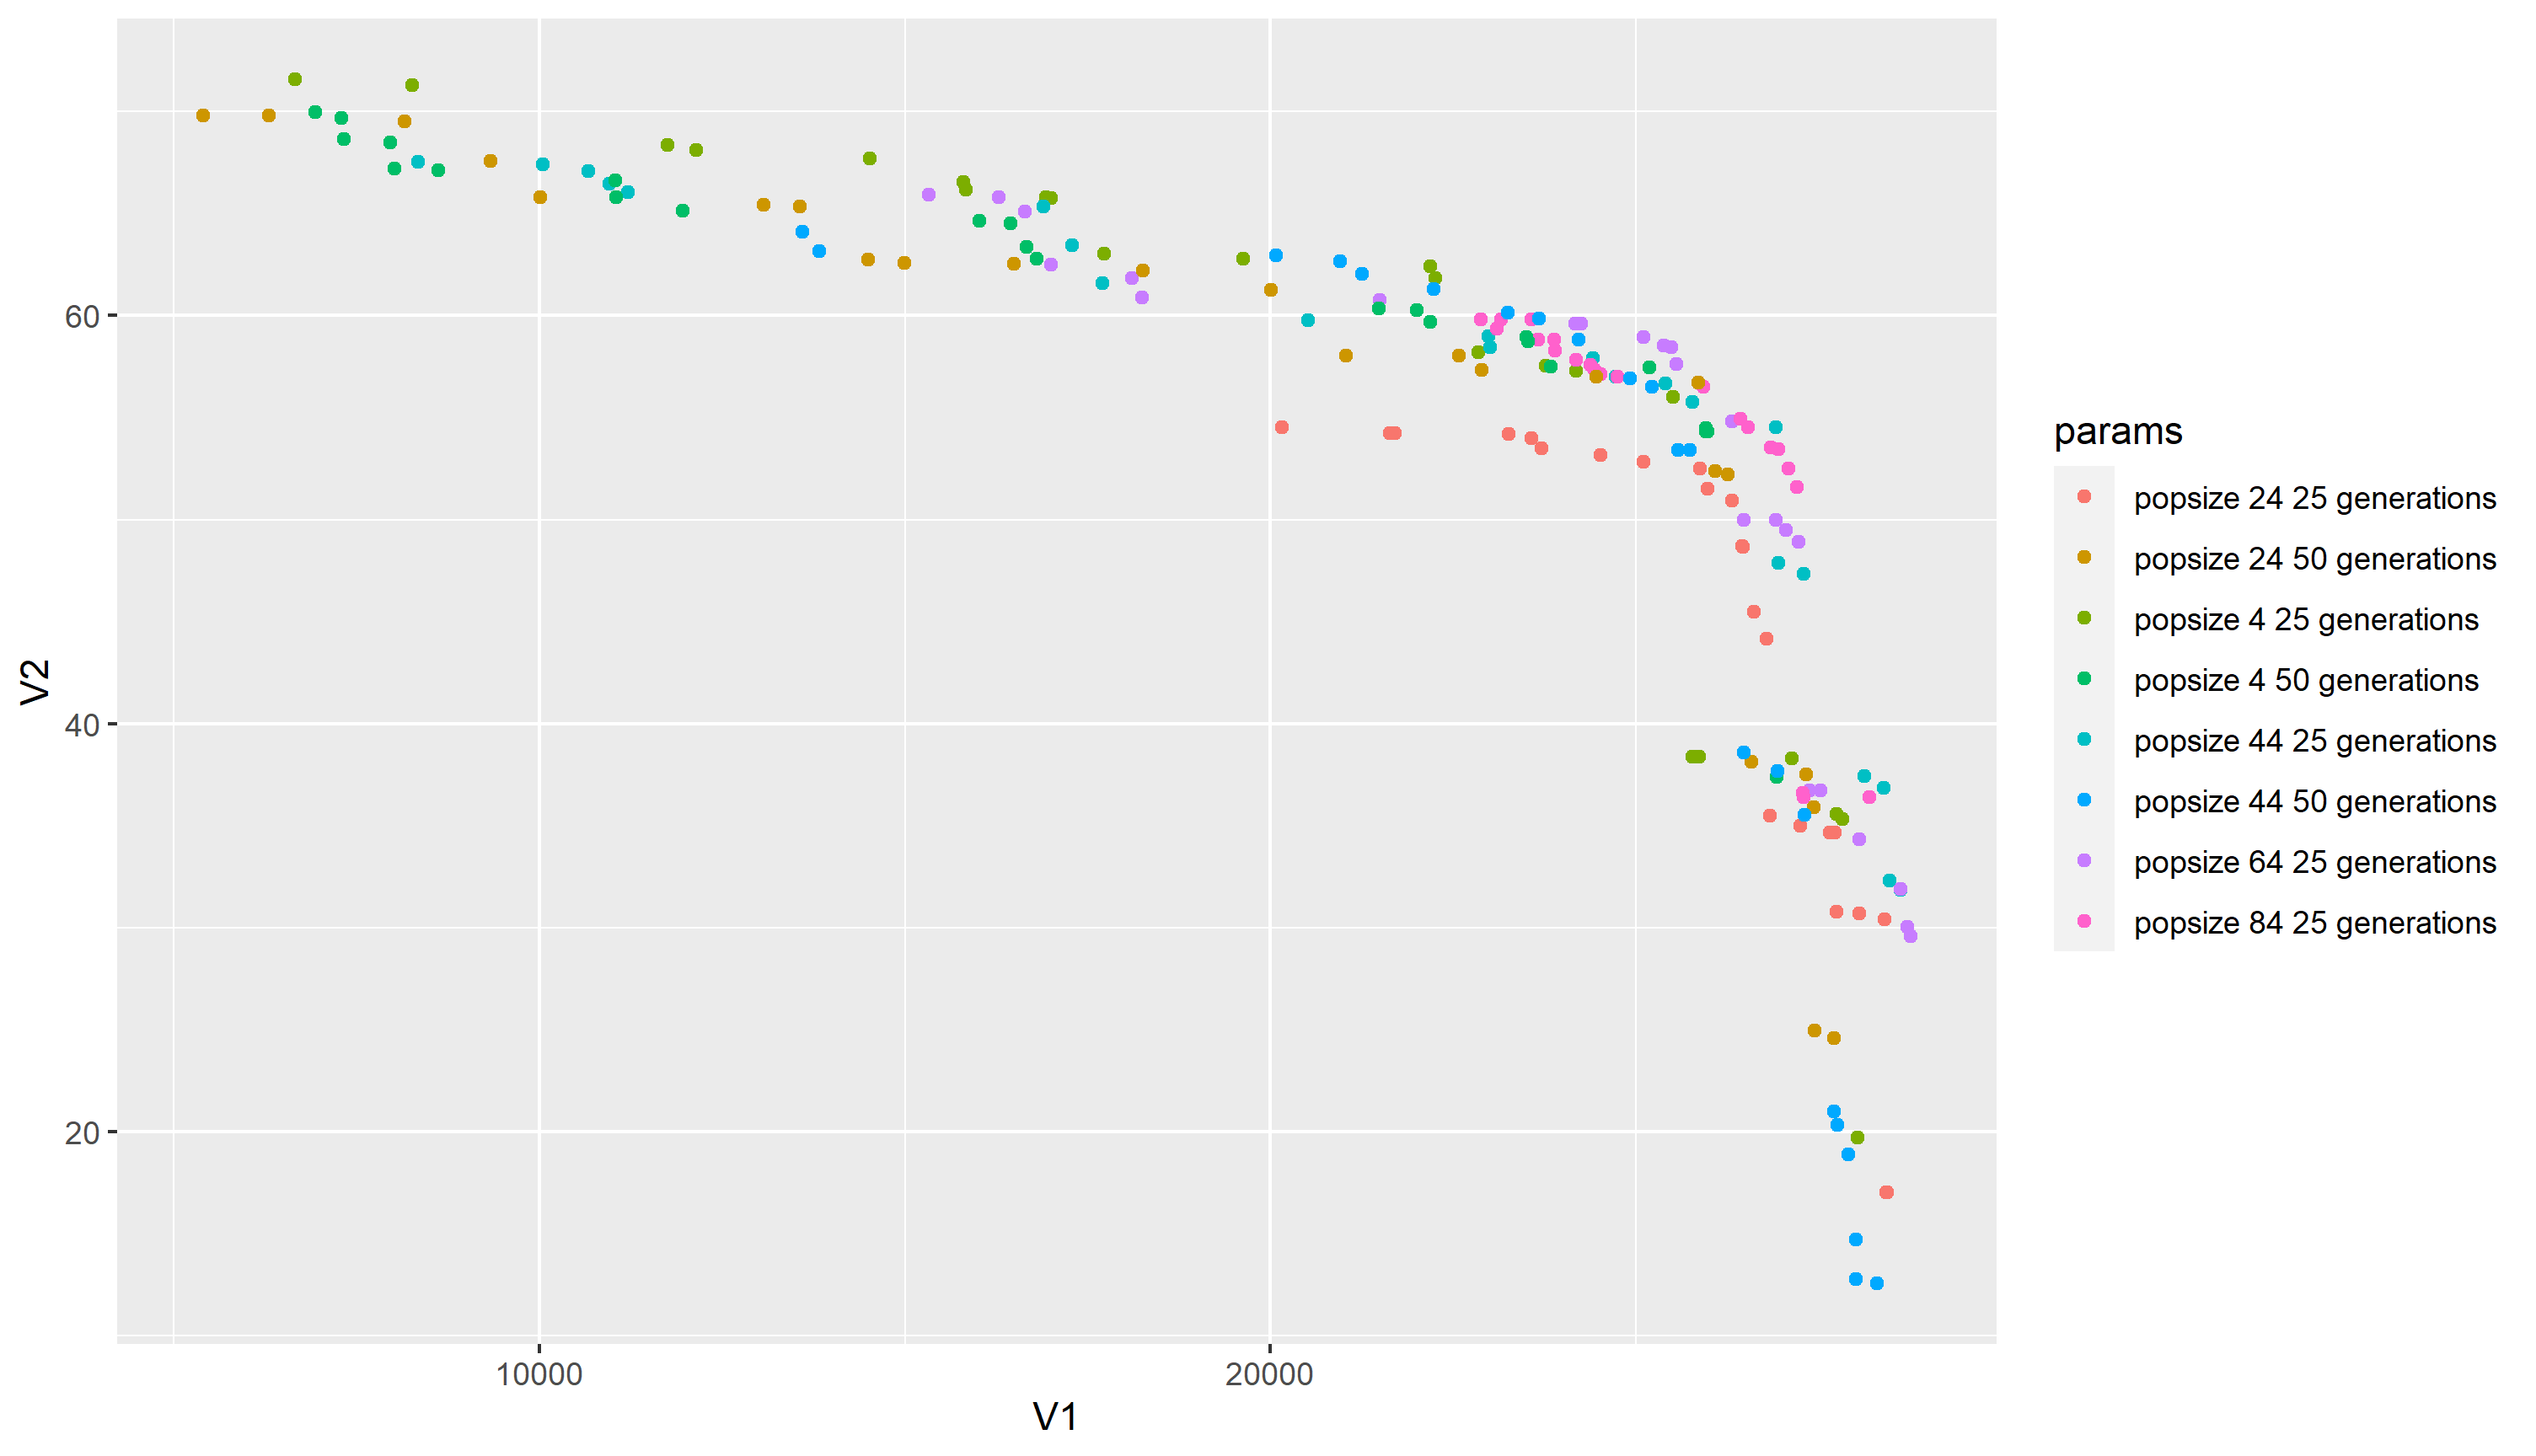 60
40
20
V2
10000
20000
V1
params
popsize 24 25 generations
popsize 24 50 generations
popsize 4 25 generations
popsize 4 50 generations
popsize 44 25 generations
popsize 44 50 generations
popsize 64 25 generations
popsize 84 25 generations